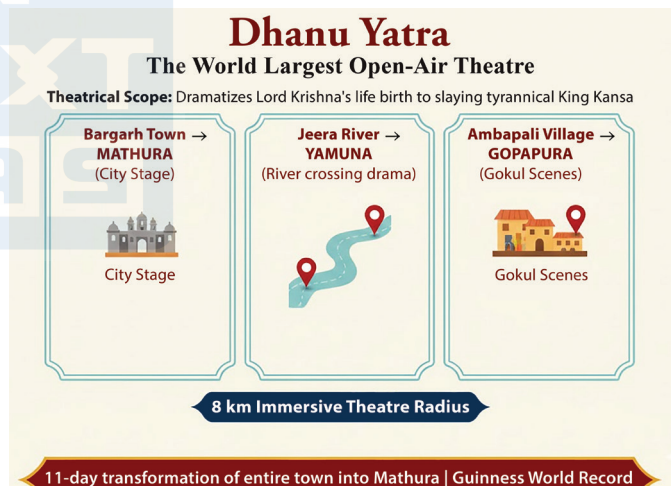 Dhanu Yatra
The World Largest Open-Air Theatre
Theatrical Scope: Dramatizes Lord Krishna's life birth to slaying tyrannical King Kansa
Bargarh Town →
MATHURA
(City Stage)
City Stage
Jeera River →
YAMUNA
(River crossing drama)
Ambapali Village →
GOPAPURA
(Gokul Scenes)
Gokul Scenes
8 km Immersive Theatre Radius
11-day transformation of entire town into Mathura | Guinness World Record